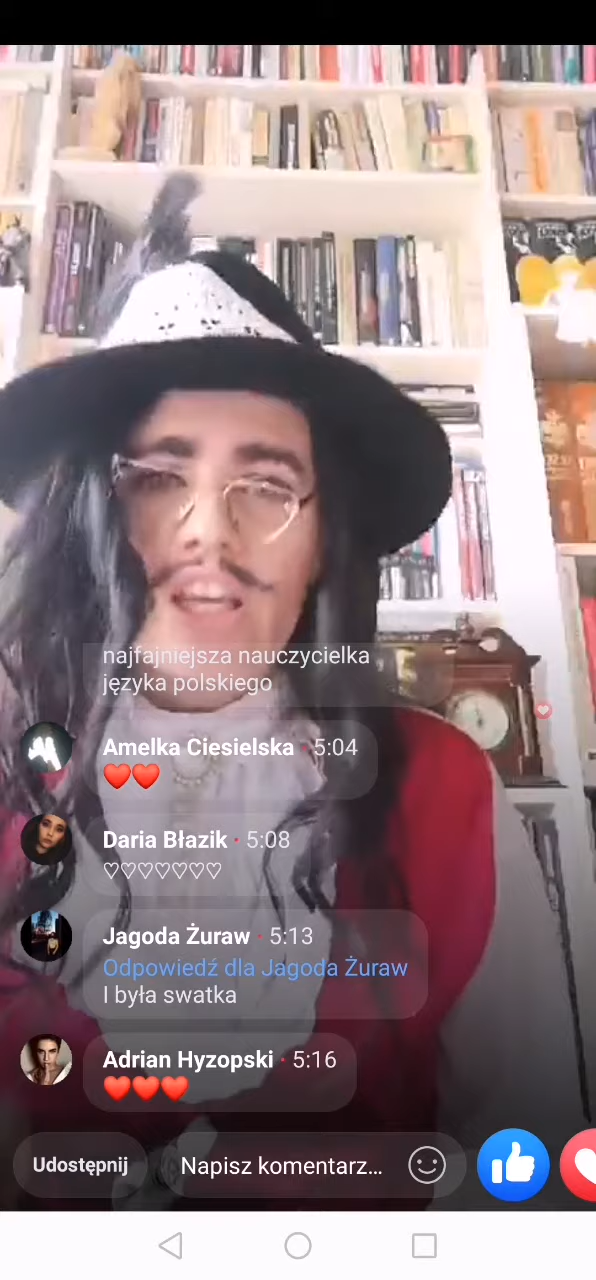 najfajniejsza nauczycielka
języka polskiego
Amelka Ciesielska · 5:04
❤️❤️
Daria Błazik · 5:08
♡♡♡♡♡♡♡
Jagoda Żuraw · 5:13
Odpowiedź dla Jagoda Żuraw
I była swatka
Adrian Hyzopski · 5:16
❤️❤️❤️
Udostępnij
Napisz komentarz...